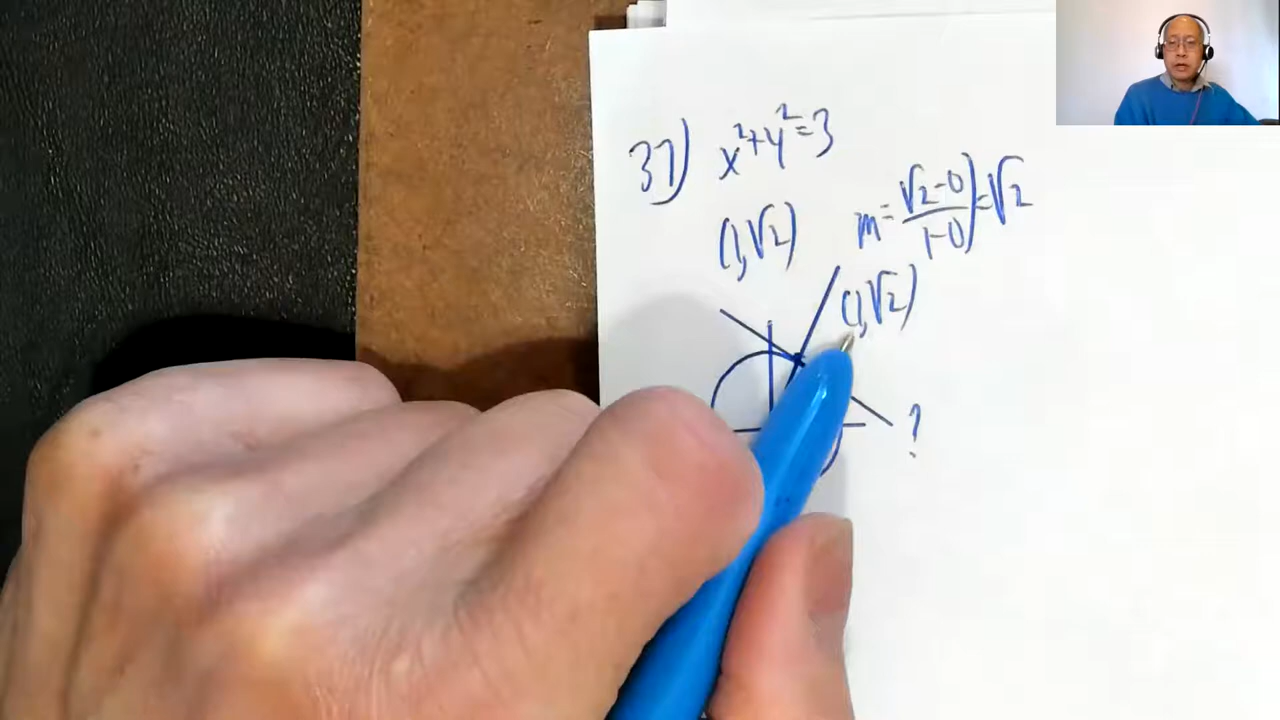 37) x²+y²=3
(1,√2) m=√2-0/1-0)=√2
(1,√2)
?